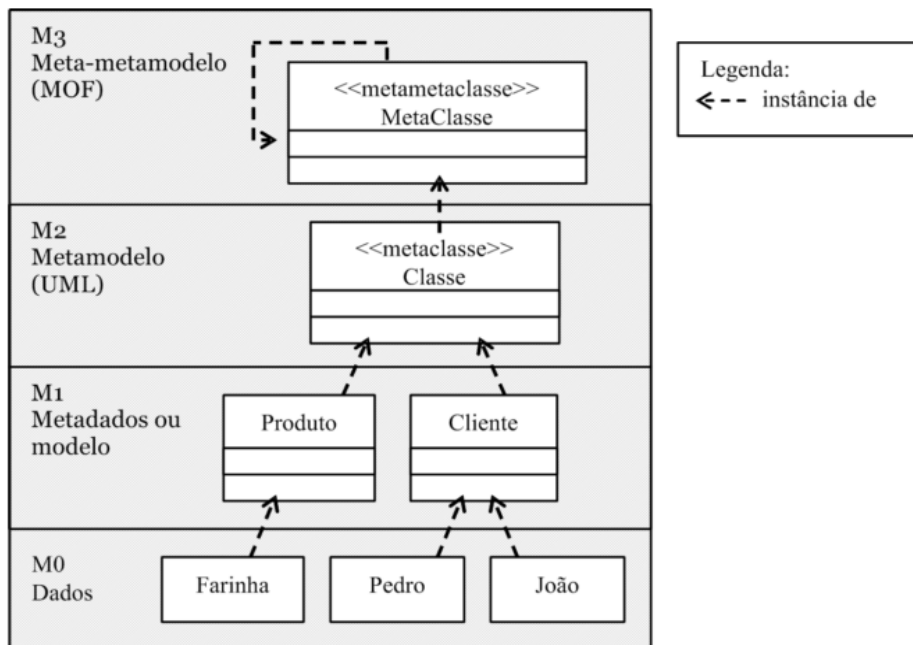 M3
Meta-metamodelo
(MOF)
<<metametaclasse>>
MetaClasse
Legenda:
instância de
M2
Metamodelo
(UML)
<<metaclasse>>
Classe
M1
Metadados ou
modelo
Produto
Cliente
M0
Dados
Farinha
Pedro
João